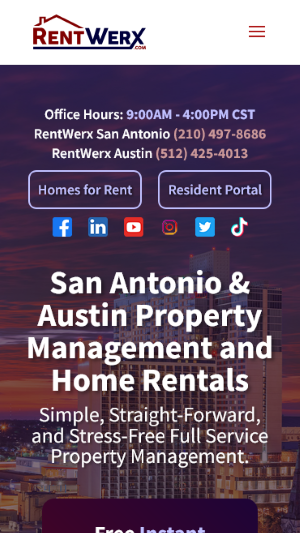 RENTWERX
.COM
Office Hours: 9:00AM - 4:00PM CST
RentWerx San Antonio (210) 497-8686
RentWerx Austin (512) 425-4013
Homes for Rent Resident Portal
San Antonio &
Austin Property
Management and
Home Rentals
Simple, Straight-Forward,
and Stress-Free Full Service
Property Management.
Free Instant